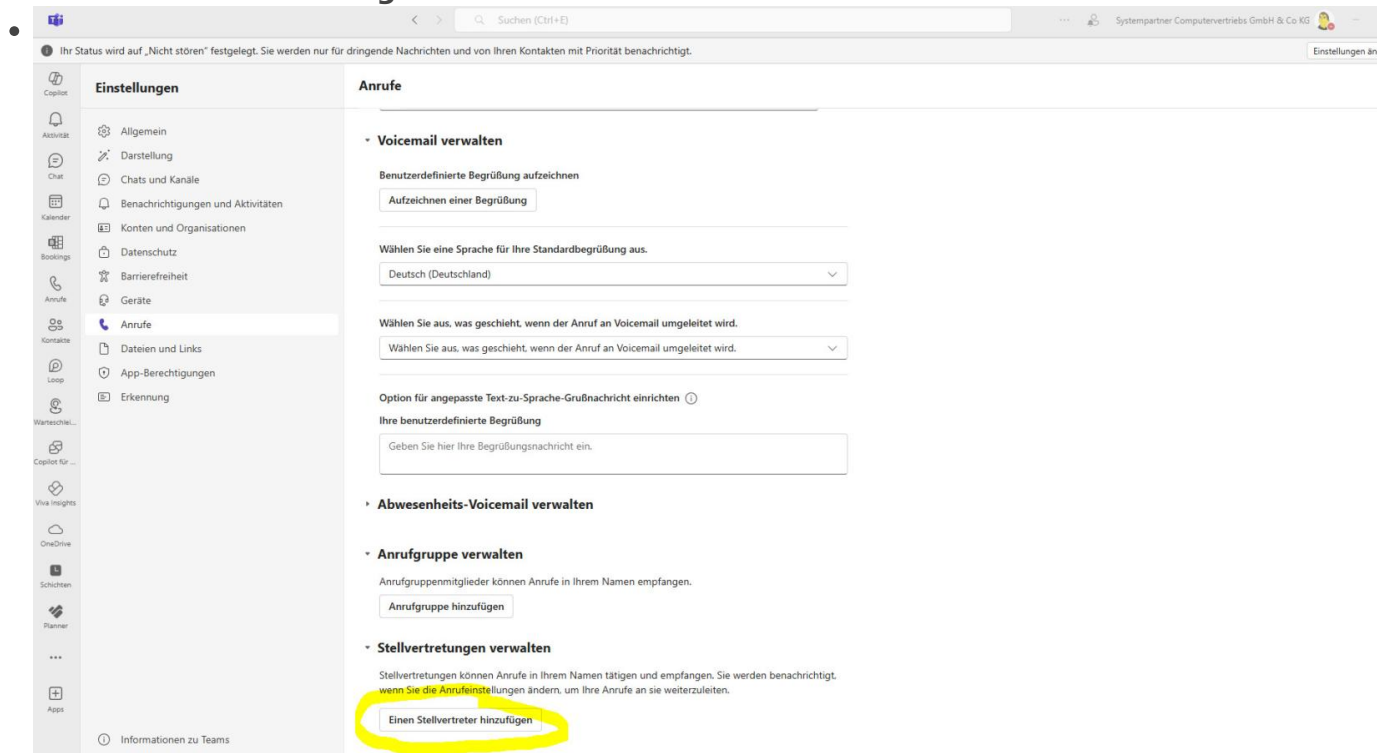 Suchen (Ctrl+E)
Systempartner Computervertriebs GmbH & Co KG
Ihr Status wird auf „Nicht stören" festgelegt. Sie werden nur für dringende Nachrichten und von Ihren Kontakten mit Priorität benachrichtigt.
Einstellungen än
Copilot
Aktivität
Chat
Kalender
Bookings
Anrufe
Kontakte
Loop
Warteschlei...
Copilot für ...
Viva Insights
OneDrive
Schichten
Planner
Apps
Einstellungen
Allgemein
Darstellung
Chats und Kanäle
Benachrichtigungen und Aktivitäten
Konten und Organisationen
Datenschutz
Barrierefreiheit
Geräte
Anrufe
Dateien und Links
App-Berechtigungen
Erkennung
Informationen zu Teams
Anrufe
Voicemail verwalten
Benutzerdefinierte Begrüßung aufzeichnen
Aufzeichnen einer Begrüßung
Wählen Sie eine Sprache für Ihre Standardbegrüßung aus.
Deutsch (Deutschland)
Wählen Sie aus, was geschieht, wenn der Anruf an Voicemail umgeleitet wird.
Wählen Sie aus, was geschieht, wenn der Anruf an Voicemail umgeleitet wird.
Option für angepasste Text-zu-Sprache-Grußnachricht einrichten
Ihre benutzerdefinierte Begrüßung
Geben Sie hier Ihre Begrüßungsnachricht ein.
Abwesenheits-Voicemail verwalten
Anrufgruppe verwalten
Anrufgruppenmitglieder können Anrufe in Ihrem Namen empfangen.
Anrufgruppe hinzufügen
Stellvertretungen verwalten
Stellvertretungen können Anrufe in Ihrem Namen tätigen und empfangen. Sie werden benachrichtigt,
wenn Sie die Anrufeinstellungen ändern, um Ihre Anrufe an sie weiterzuleiten.
Einen Stellvertreter hinzufügen